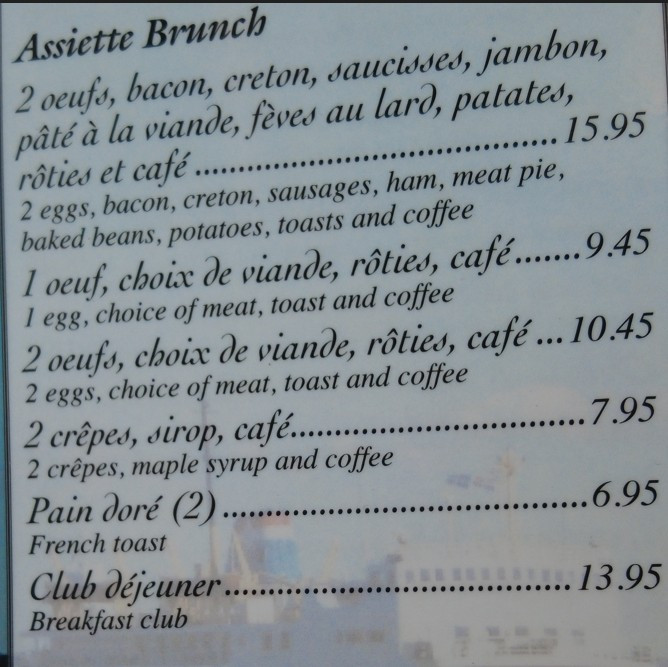 Assiette Brunch
2 oeufs, bacon, creton, saucisses, jambon,
pâté à la viande, fèves au lard, patates,
rôties et café .......................................... 15.95
2 eggs, bacon, creton, sausages, ham, meat pie,
baked beans, potatoes, toasts and coffee
1 oeuf, choix de viande, rôties, café.......9.45
1 egg, choice of meat, toast and coffee
2 oeufs, choix de viande, rôties, café ... 10.45
2 eggs, choice of meat, toast and coffee
2 crêpes, sirop, café.................................7.95
2 crêpes, maple syrup and coffee
Pain doré (2) ..........................................6.95
French toast
Club déjeuner........................................ 13.95
Breakfast club